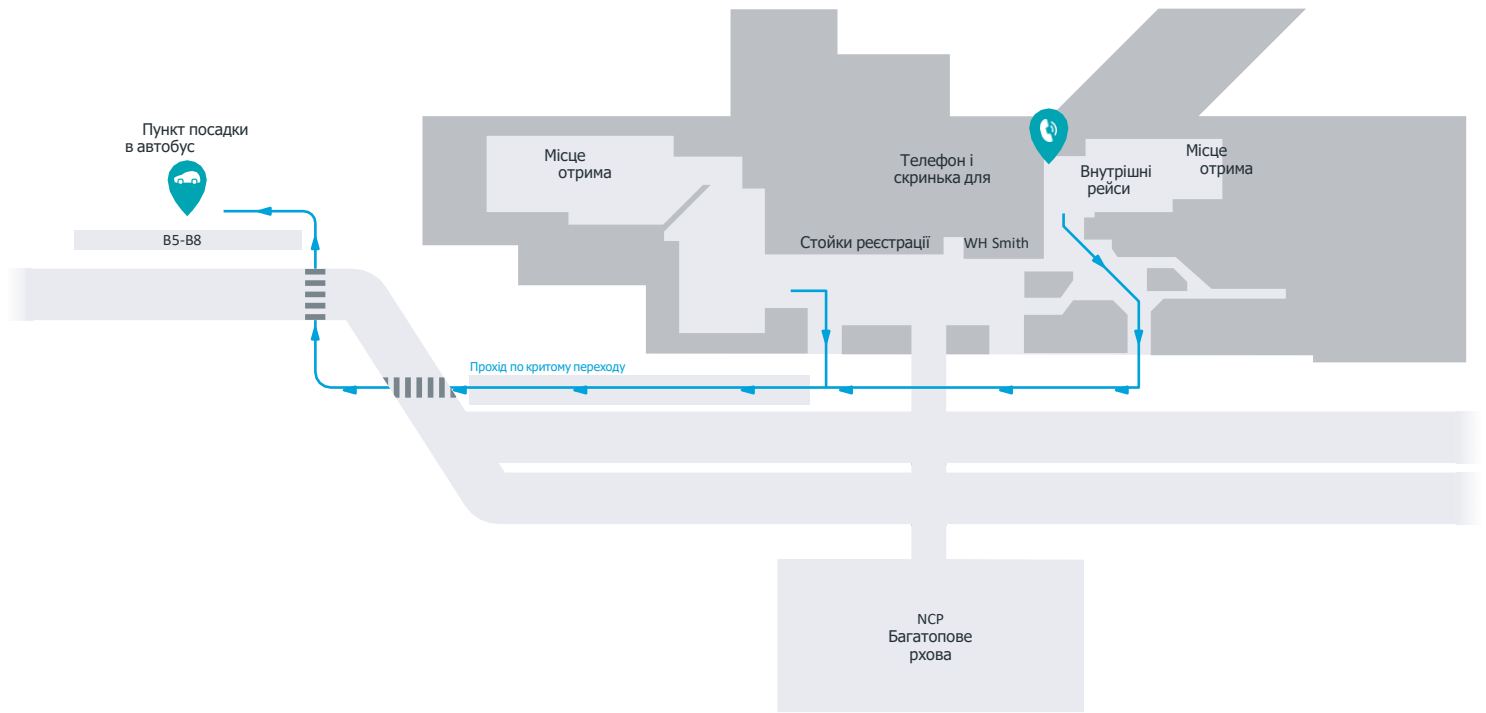 Пункт посадки
в автобус
B5-B8
Місце
отрима
Телефон і
скринька для
Внутрішні
рейси
Місце
отрима
Стойки реєстрації
WH Smith
Прохід по критому переходу
NCP
Багатопове
рхова